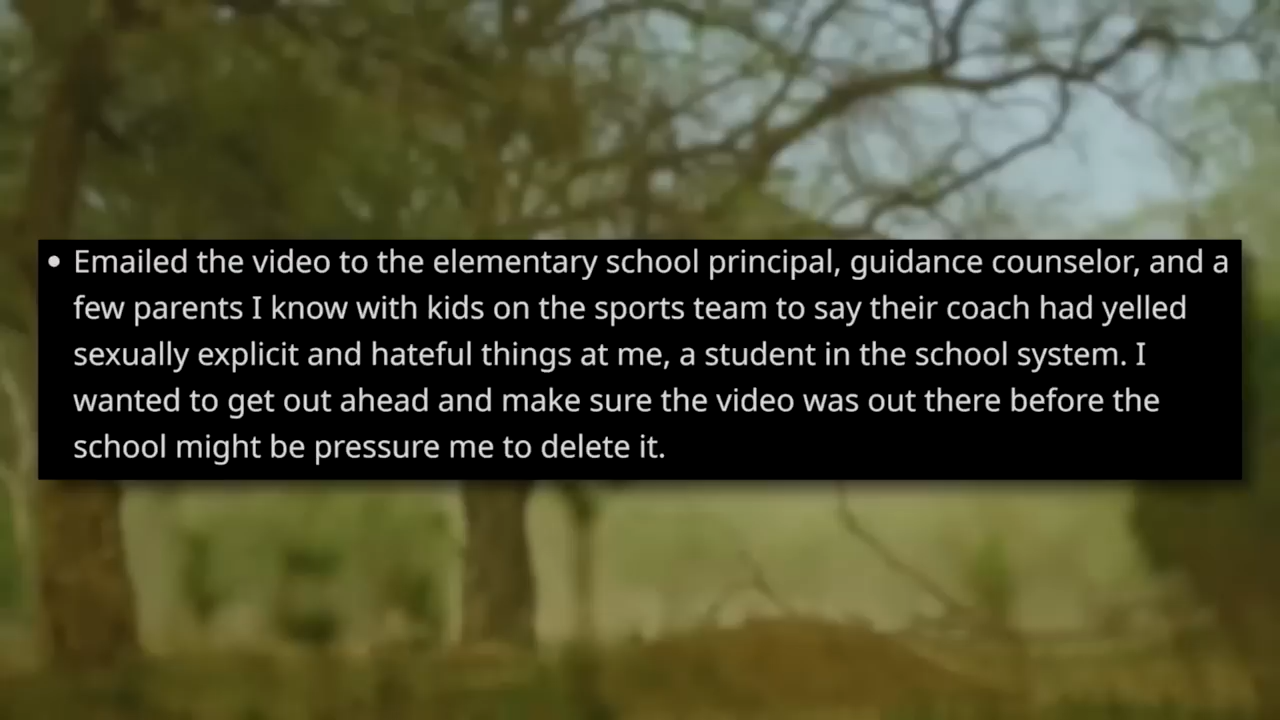 • Emailed the video to the elementary school principal, guidance counselor, and a
few parents I know with kids on the sports team to say their coach had yelled
sexually explicit and hateful things at me, a student in the school system. I
wanted to get out ahead and make sure the video was out there before the
school might be pressure me to delete it.